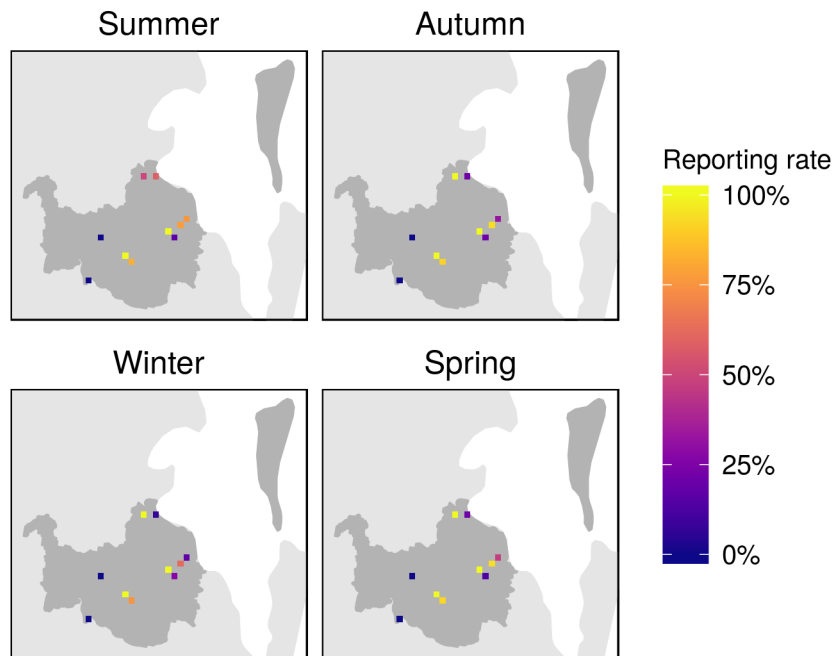 Summer
Autumn
Winter
Spring
Reporting rate
100%
75%
50%
25%
0%